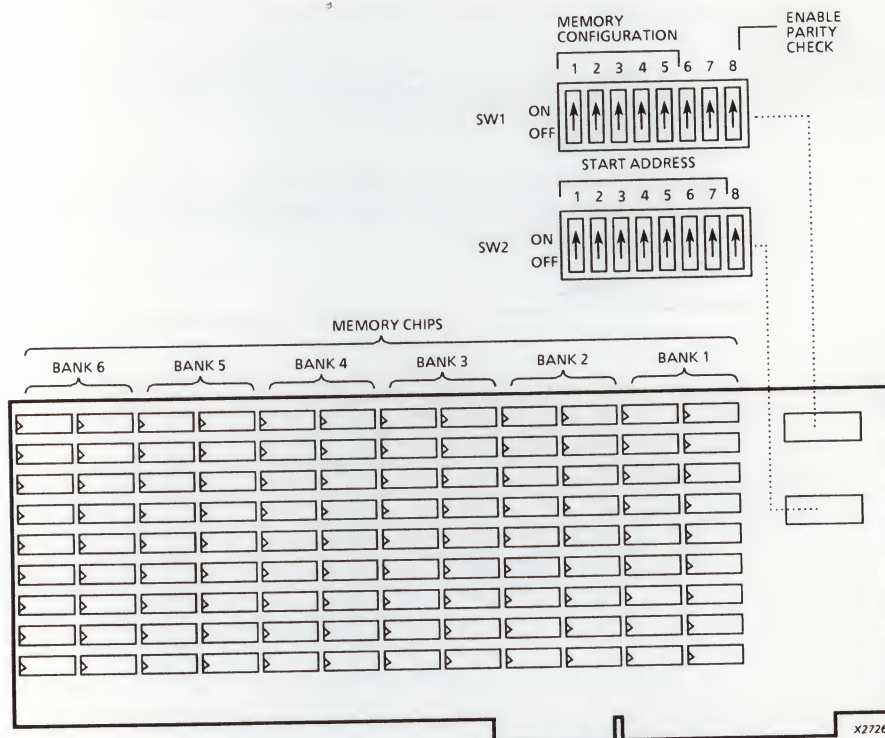 MEMORY
CONFIGURATION
ENABLE
PARITY
CHECK
1 2 3 4 5 6 7 8
SW1
ON
OFF
START ADDRESS
1 2 3 4 5 6 7 8
SW2
ON
OFF
MEMORY CHIPS
BANK 6 BANK 5 BANK 4 BANK 3 BANK 2 BANK 1
X2726